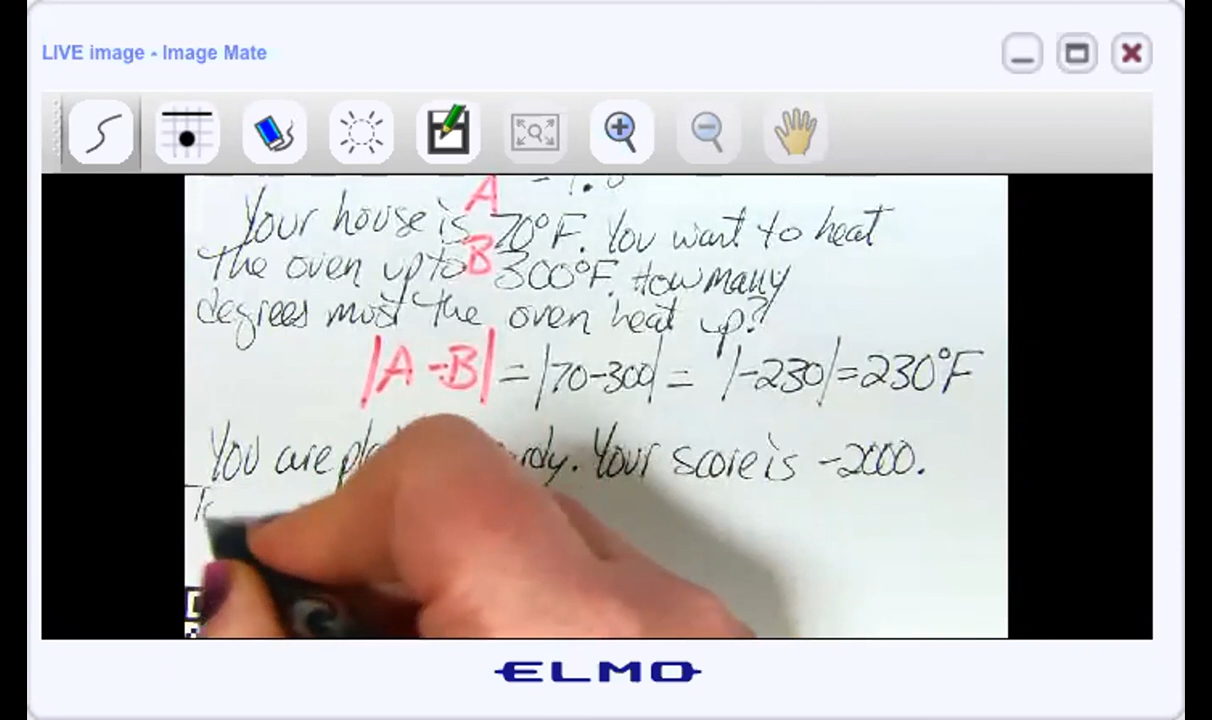 LIVE image - Image Mate
A
Your house is 70°F. You want to heat
B
the oven up to 300°F. How many
degrees must the oven heat up?
|A-B| = |70-300| = |-230| = 230°F
You are Your score is -2000.
ELMO